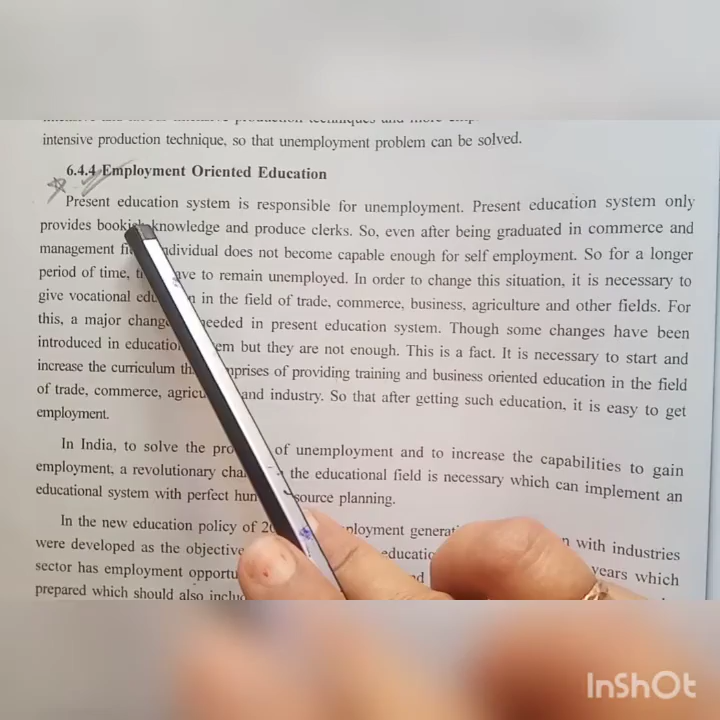 intensive production technique, so that unemployment problem can be solved.
6.4.4 Employment Oriented Education
Present education system is responsible for unemployment. Present education system only
provides bookish knowledge and produce clerks. So, even after being graduated in commerce and
management individual does not become capable enough for self employment. So for a longer
period of time, to remain unemployed. In order to change this situation, it is necessary to
give vocational in the field of trade, commerce, business, agriculture and other fields. For
this, a major change needed in present education system. Though some changes have been
introduced in but they are not enough. This is a fact. It is necessary to start and
increase the curriculum of providing training and business oriented education in the field
of trade, commerce, and industry. So that after getting such education, it is easy to get
employment.
In India, to solve the of unemployment and to increase the capabilities to gain
employment, a revolutionary the educational field is necessary which can implement an
educational system with perfect planning.
In the new education policy of with industries
were developed as the years which
sector has employment
prepared which should also
InShOt